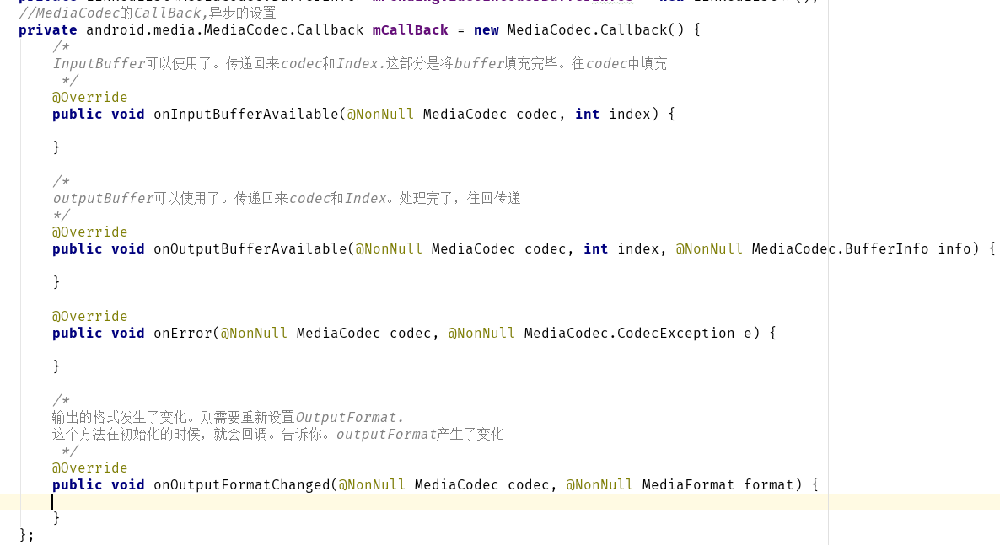 //MediaCodec的CallBack,异步的设置
private android.media.MediaCodec.Callback mCallBack = new MediaCodec.Callback() {
/*
InputBuffer可以使用了。传递回来codec和Index.这部分是将buffer填充完毕。往codec中填充
*/
@Override
public void onInputBufferAvailable(@NonNull MediaCodec codec, int index) {
}
/*
outputBuffer可以使用了。传递回来codec和Index。处理完了，往回传递
*/
@Override
public void onOutputBufferAvailable(@NonNull MediaCodec codec, int index, @NonNull MediaCodec.BufferInfo info) {
}
@Override
public void onError(@NonNull MediaCodec codec, @NonNull MediaCodec.CodecException e) {
}
/*
输出的格式发生了变化。则需要重新设置OutputFormat.
这个方法在初始化的时候，就会回调。告诉你。outputFormat产生了变化
*/
@Override
public void onOutputFormatChanged(@NonNull MediaCodec codec, @NonNull MediaFormat format) {
}
};